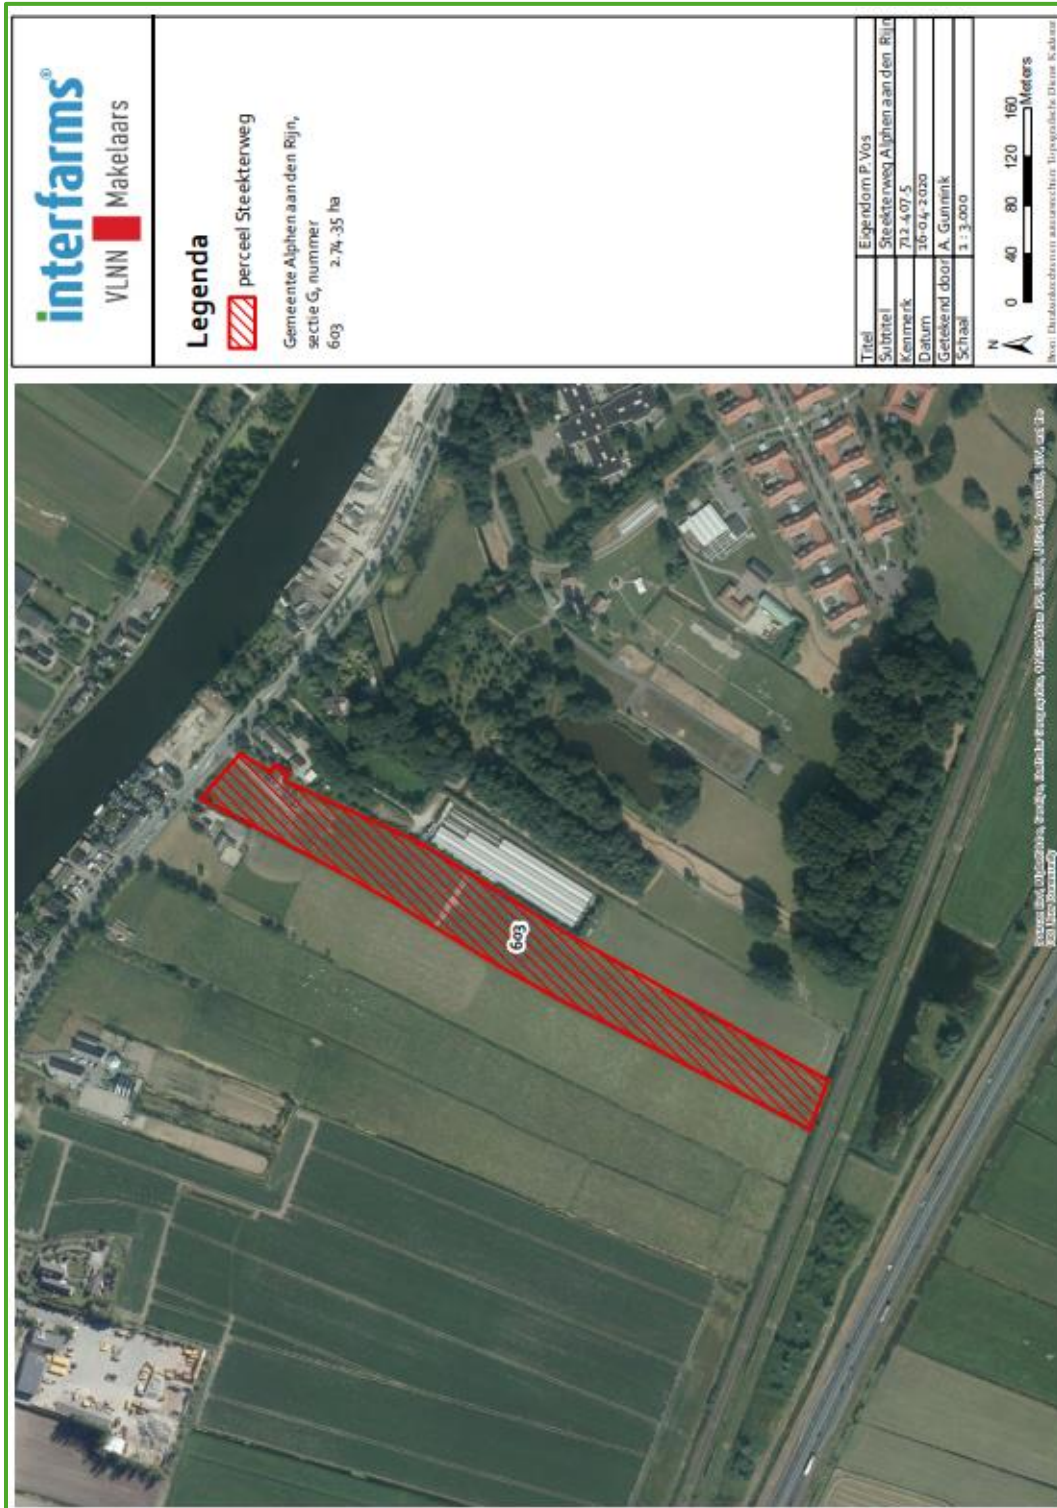 interfarms®
VLNN Makelaars
Legenda
perceel Steekterweg
Gemeente Alphen aan den Rijn,
sectie G, nummer
603 2.74.35 ha
Titel Eigendom P. Vos
Subtitel Steekterweg Alphen aan den Rijn
Kenmerk 712.407.5
Datum 16-04-2020
Getekend door A. Gunnink
Schaal 1 : 3.000
N
0 40 80 120 160
Meters
603